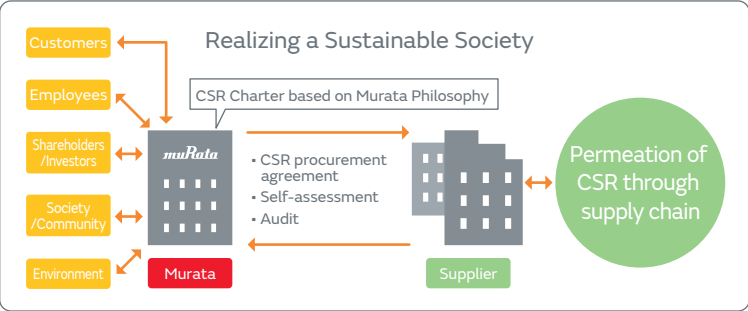 Realizing a Sustainable Society
Customers
Employees
Shareholders
/Investors
Society
/Community
Environment
CSR Charter based on Murata Philosophy
muRata
Murata
• CSR procurement
agreement
• Self-assessment
• Audit
Supplier
Permeation of
CSR through
supply chain